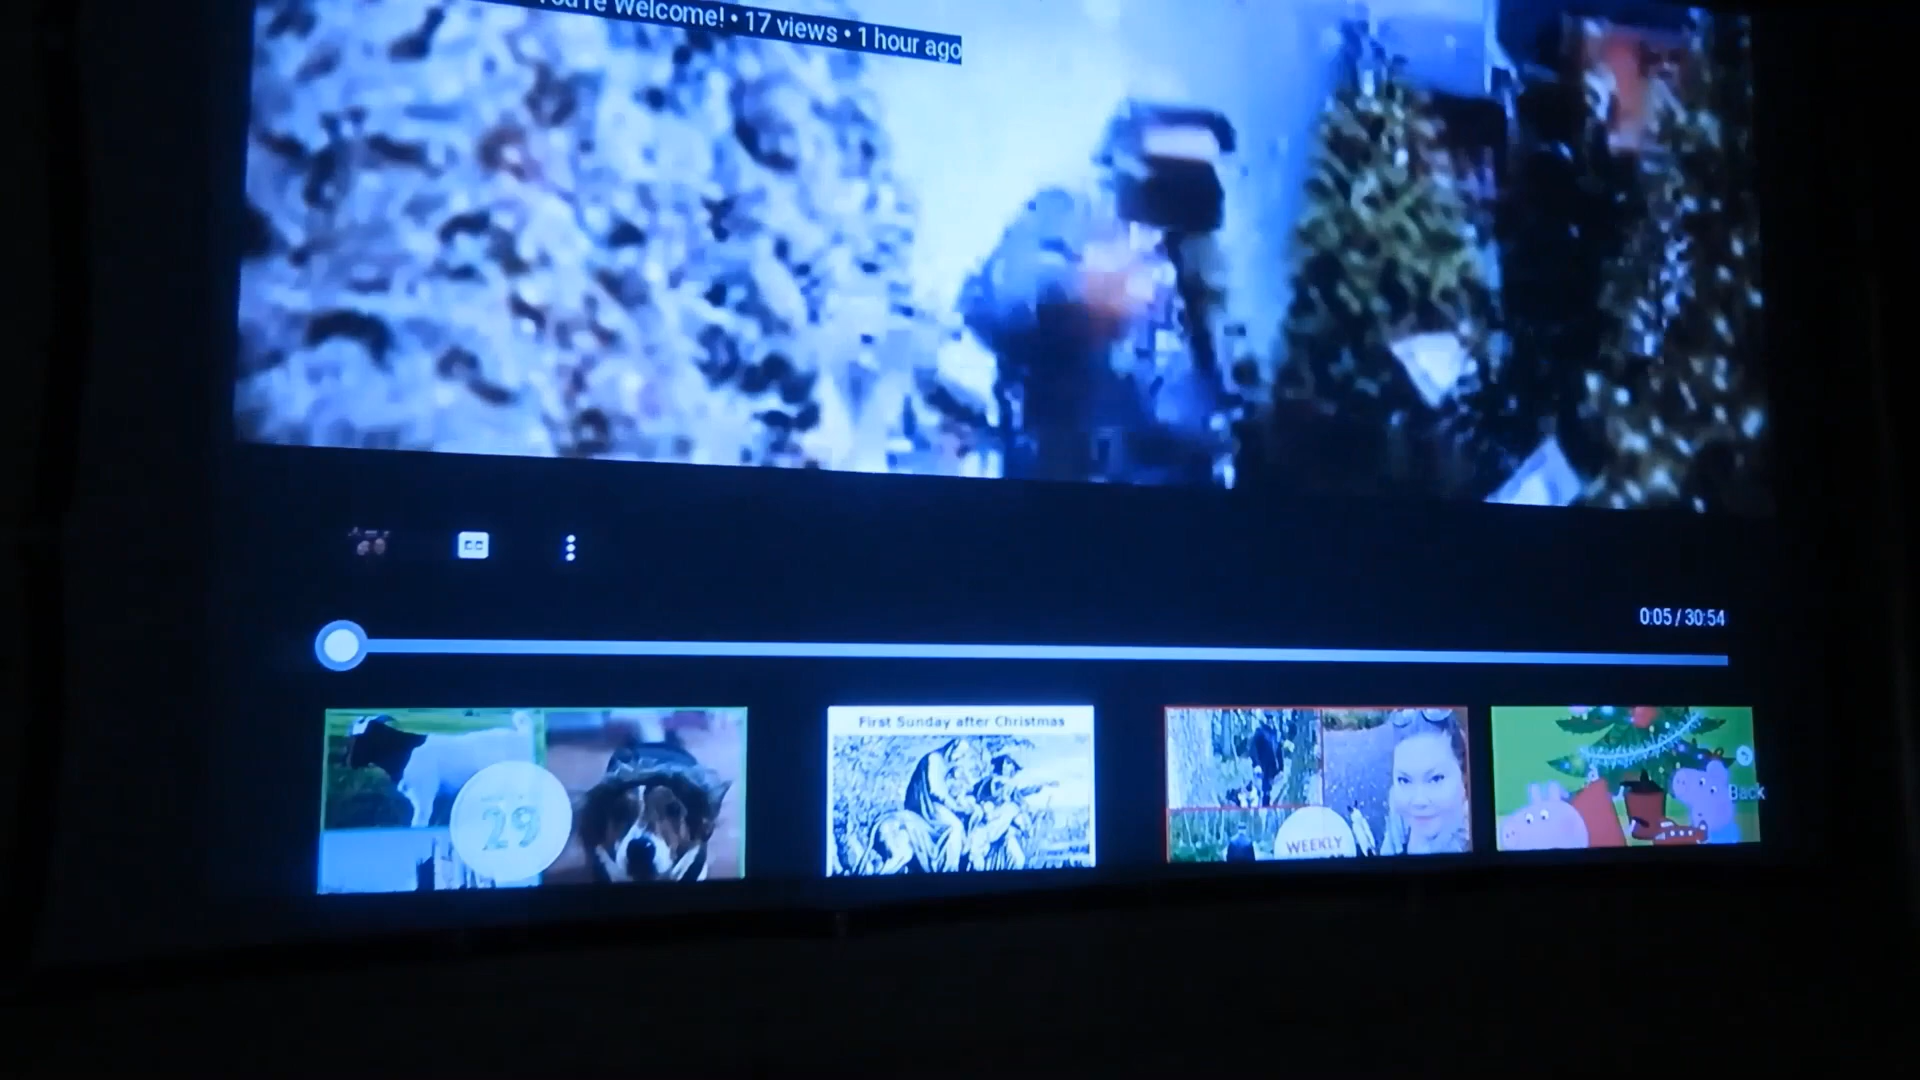 You're Welcome! • 17 views • 1 hour ago
CC
0:05 / 30:54
29
First Sunday after Christmas
WEEKLY
Back